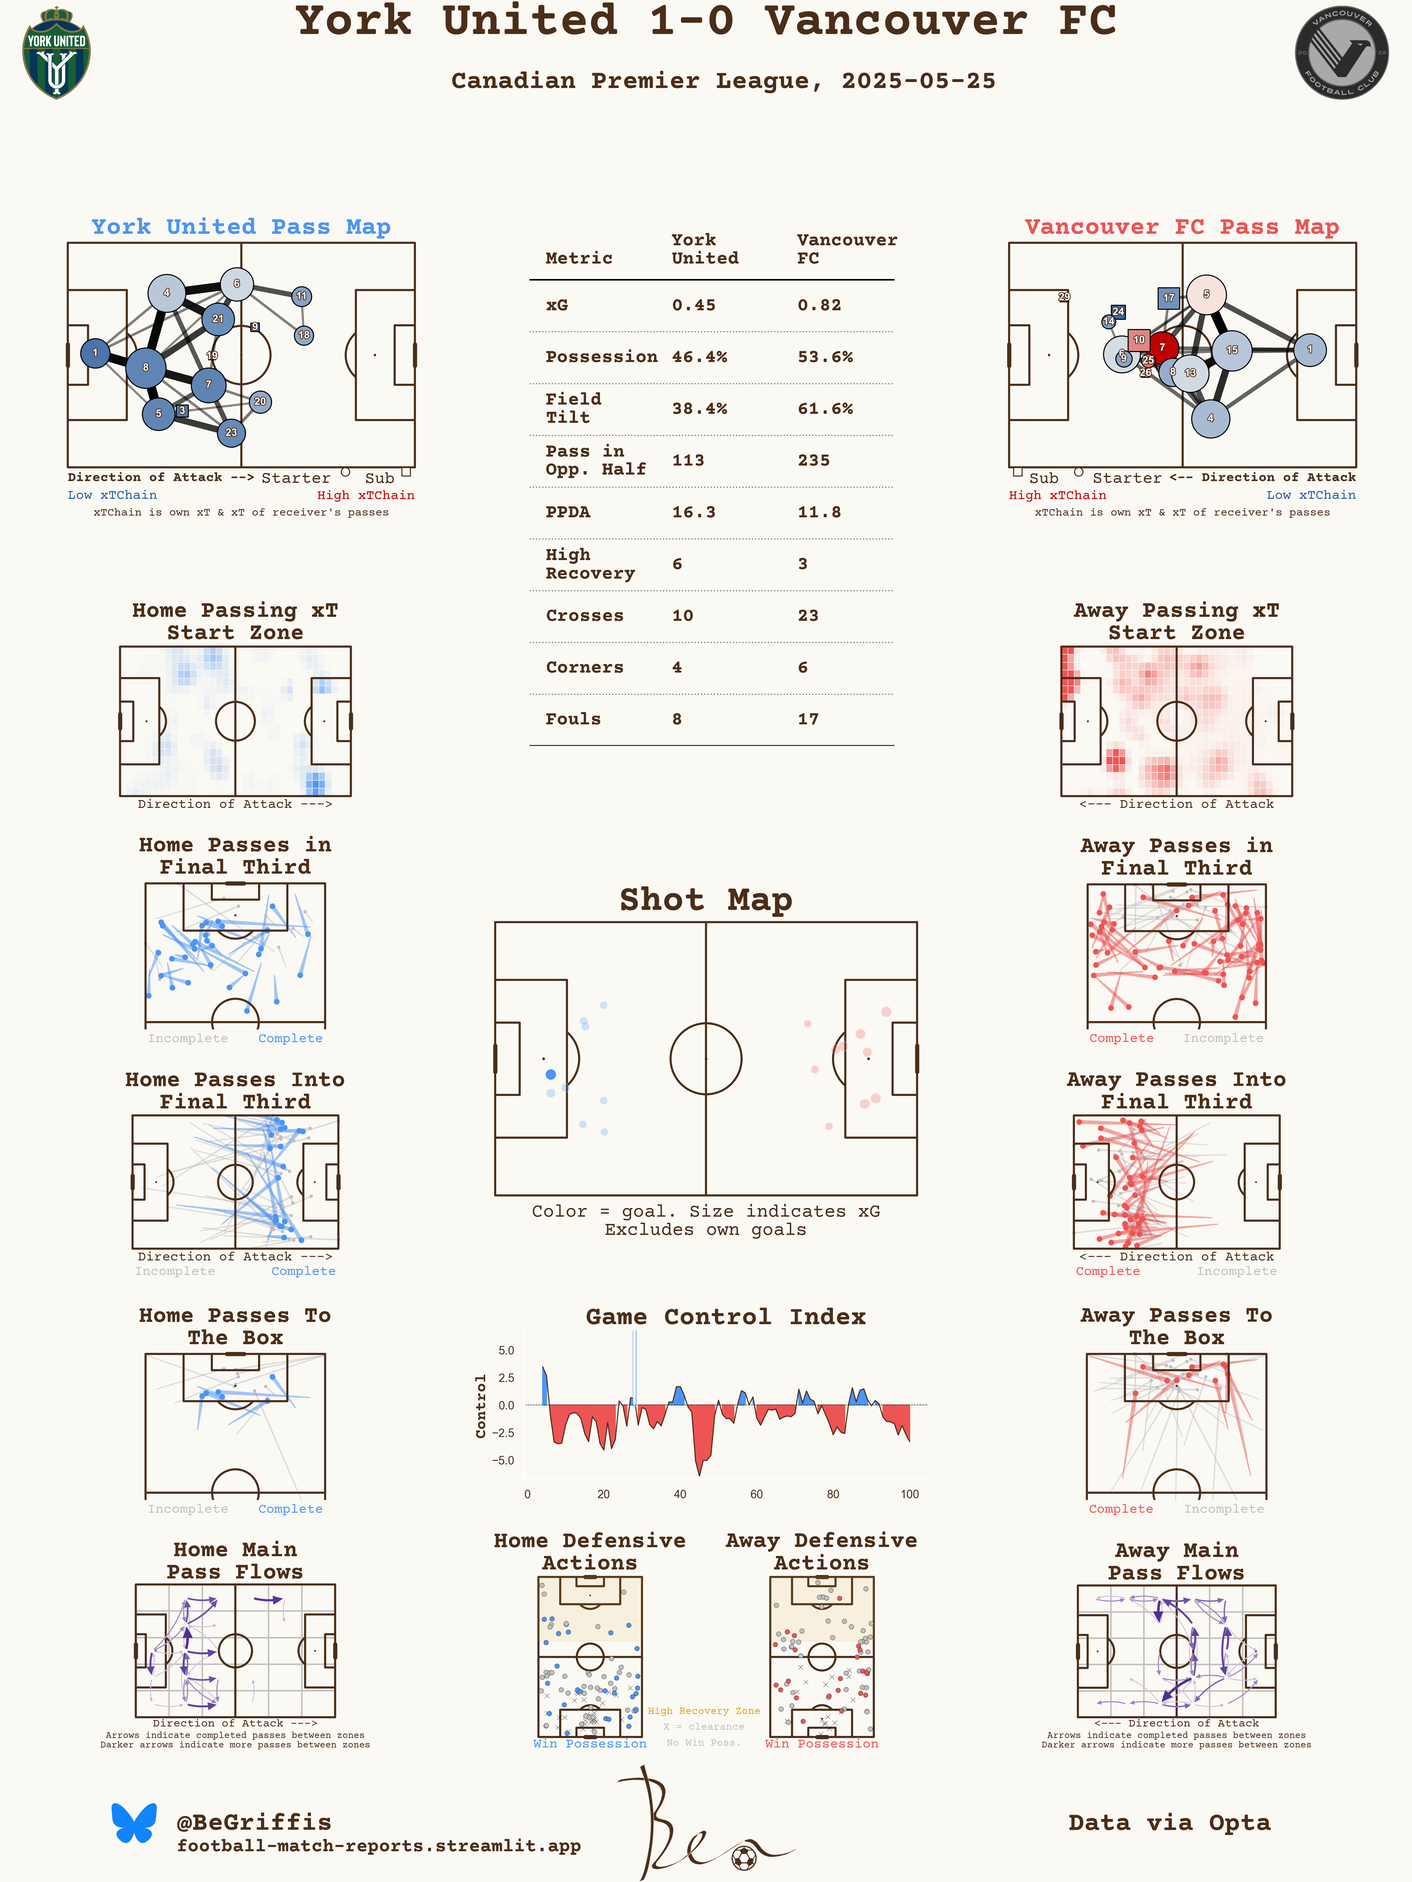 York United 1-0 Vancouver FC
Canadian Premier League, 2025-05-25
YORK UNITED
VANCOUVER
FOOTBALL CLUB
York United Pass Map
4
6
11
21
9
18
19
1
8
7
20
5
3
23
Direction of Attack --> Starter Sub
Low xTChain High xTChain
xTChain is own xT & xT of receiver's passes
Metric York United Vancouver FC
xG 0.45 0.82
Possession 46.4% 53.6%
Field Tilt 38.4% 61.6%
Pass in Opp. Half 113 235
PPDA 16.3 11.8
High Recovery 6 3
Crosses 10 23
Corners 4 6
Fouls 8 17
Vancouver FC Pass Map
29
17
5
24
14
10
7
15
1
9
25
26
8
13
4
Sub Starter <-- Direction of Attack
High xTChain Low xTChain
xTChain is own xT & xT of receiver's passes
Home Passing xT
Start Zone
Direction of Attack --->
Away Passing xT
Start Zone
<--- Direction of Attack
Home Passes in
Final Third
Incomplete Complete
Away Passes in
Final Third
Complete Incomplete
Shot Map
Color = goal. Size indicates xG
Excludes own goals
Home Passes Into
Final Third
Direction of Attack --->
Incomplete Complete
Away Passes Into
Final Third
<--- Direction of Attack
Complete Incomplete
Home Passes To
The Box
Incomplete Complete
Game Control Index
Control
5.0
2.5
0.0
−2.5
−5.0
0 20 40 60 80 100
Away Passes To
The Box
Complete Incomplete
Home Main
Pass Flows
Direction of Attack --->
Arrows indicate completed passes between zones
Darker arrows indicate more passes between zones
Home Defensive
Actions
Win Possession
Away Defensive
Actions
Win Possession
High Recovery Zone
X = clearance
No Win Poss.
Away Main
Pass Flows
<--- Direction of Attack
Arrows indicate completed passes between zones
Darker arrows indicate more passes between zones
@BeGriffis
football-match-reports.streamlit.app
Ben
Data via Opta